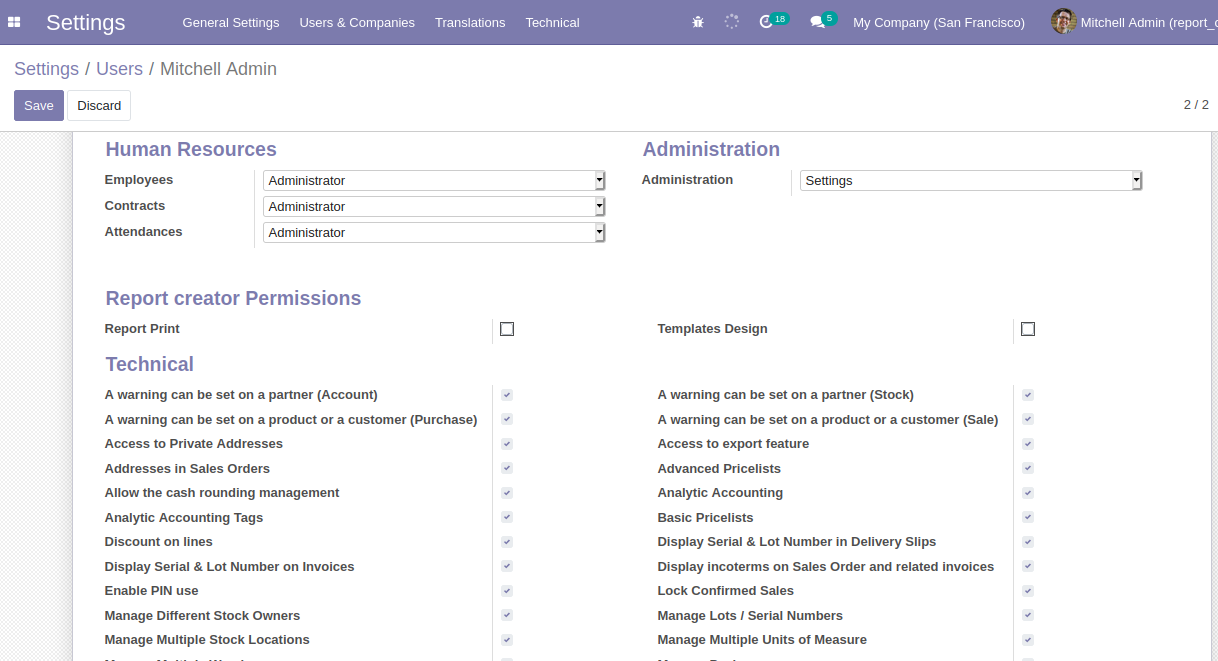 Settings General Settings Users & Companies Translations Technical 18 5 My Company (San Francisco) Mitchell Admin (report_
Settings / Users / Mitchell Admin
Save Discard 2 / 2
Human Resources Administration
Employees Administrator Administration Settings
Contracts Administrator
Attendances Administrator
Report creator Permissions
Report Print Templates Design
Technical
A warning can be set on a partner (Account) A warning can be set on a partner (Stock)
A warning can be set on a product or a customer (Purchase) A warning can be set on a product or a customer (Sale)
Access to Private Addresses Access to export feature
Addresses in Sales Orders Advanced Pricelists
Allow the cash rounding management Analytic Accounting
Analytic Accounting Tags Basic Pricelists
Discount on lines Display Serial & Lot Number in Delivery Slips
Display Serial & Lot Number on Invoices Display incoterms on Sales Order and related invoices
Enable PIN use Lock Confirmed Sales
Manage Different Stock Owners Manage Lots / Serial Numbers
Manage Multiple Stock Locations Manage Multiple Units of Measure